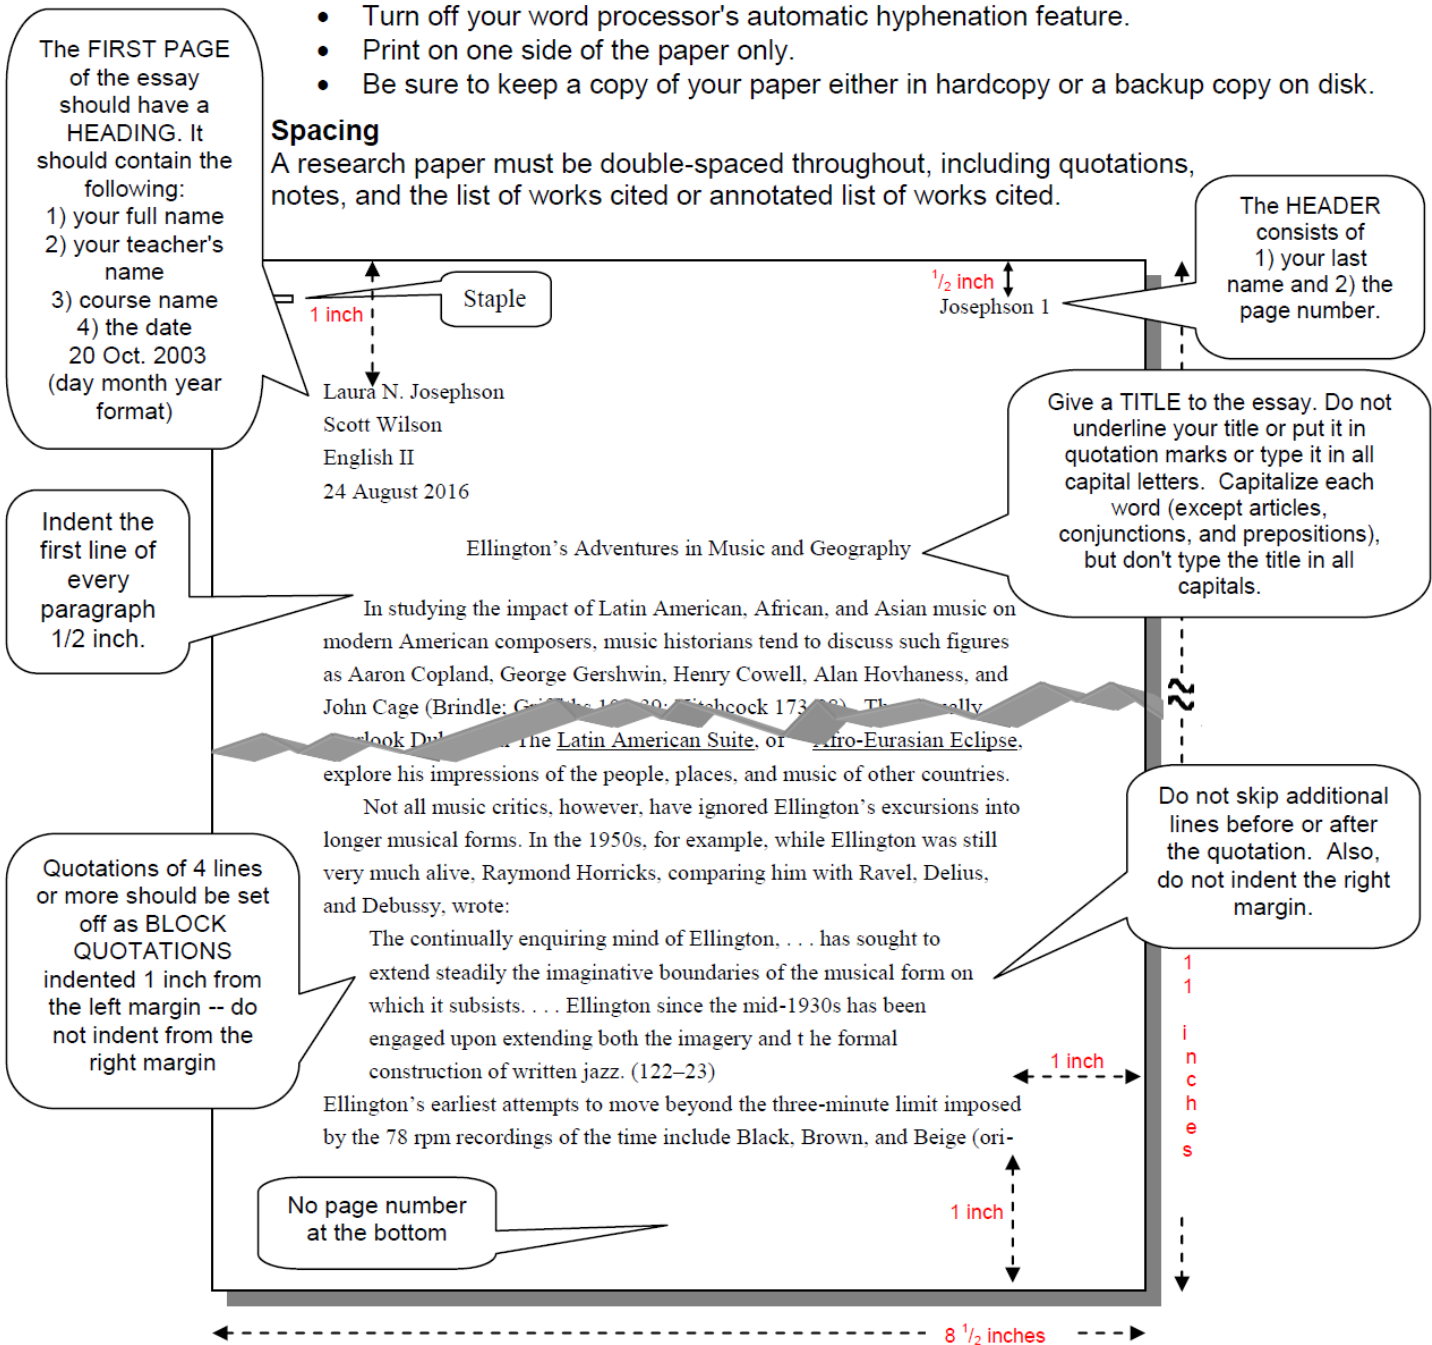 • Turn off your word processor's automatic hyphenation feature.
• Print on one side of the paper only.
• Be sure to keep a copy of your paper either in hardcopy or a backup copy on disk.
The FIRST PAGE
of the essay
should have a
HEADING. It
should contain the
following:
1) your full name
2) your teacher's
name
3) course name
4) the date
20 Oct. 2003
(day month year
format)
Spacing
A research paper must be double-spaced throughout, including quotations,
notes, and the list of works cited or annotated list of works cited.
The HEADER
consists of
1) your last
name and 2) the
page number.
1 inch
Staple
1/2 inch
Josephson 1
Laura N. Josephson
Scott Wilson
English II
24 August 2016
Give a TITLE to the essay. Do not
underline your title or put it in
quotation marks or type it in all
capital letters. Capitalize each
word (except articles,
conjunctions, and prepositions),
but don't type the title in all
capitals.
Indent the
first line of
every
paragraph
1/2 inch.
Ellington's Adventures in Music and Geography
In studying the impact of Latin American, African, and Asian music on
modern American composers, music historians tend to discuss such figures
as Aaron Copland, George Gershwin, Henry Cowell, Alan Hovhaness, and
John Cage (Brindle; Hitchcock
The Latin American Suite, or Afro-Eurasian Eclipse,
explore his impressions of the people, places, and music of other countries.
Not all music critics, however, have ignored Ellington's excursions into
longer musical forms. In the 1950s, for example, while Ellington was still
very much alive, Raymond Horricks, comparing him with Ravel, Delius,
and Debussy, wrote:
The continually enquiring mind of Ellington, . . . has sought to
extend steadily the imaginative boundaries of the musical form on
which it subsists. . . . Ellington since the mid-1930s has been
engaged upon extending both the imagery and t he formal
construction of written jazz. (122–23)
Ellington's earliest attempts to move beyond the three-minute limit imposed
by the 78 rpm recordings of the time include Black, Brown, and Beige (ori-
Quotations of 4 lines
or more should be set
off as BLOCK
QUOTATIONS
indented 1 inch from
the left margin -- do
not indent from the
right margin
Do not skip additional
lines before or after
the quotation. Also,
do not indent the right
margin.
1 inch
11 inches
No page number
at the bottom
1 inch
8 1/2 inches